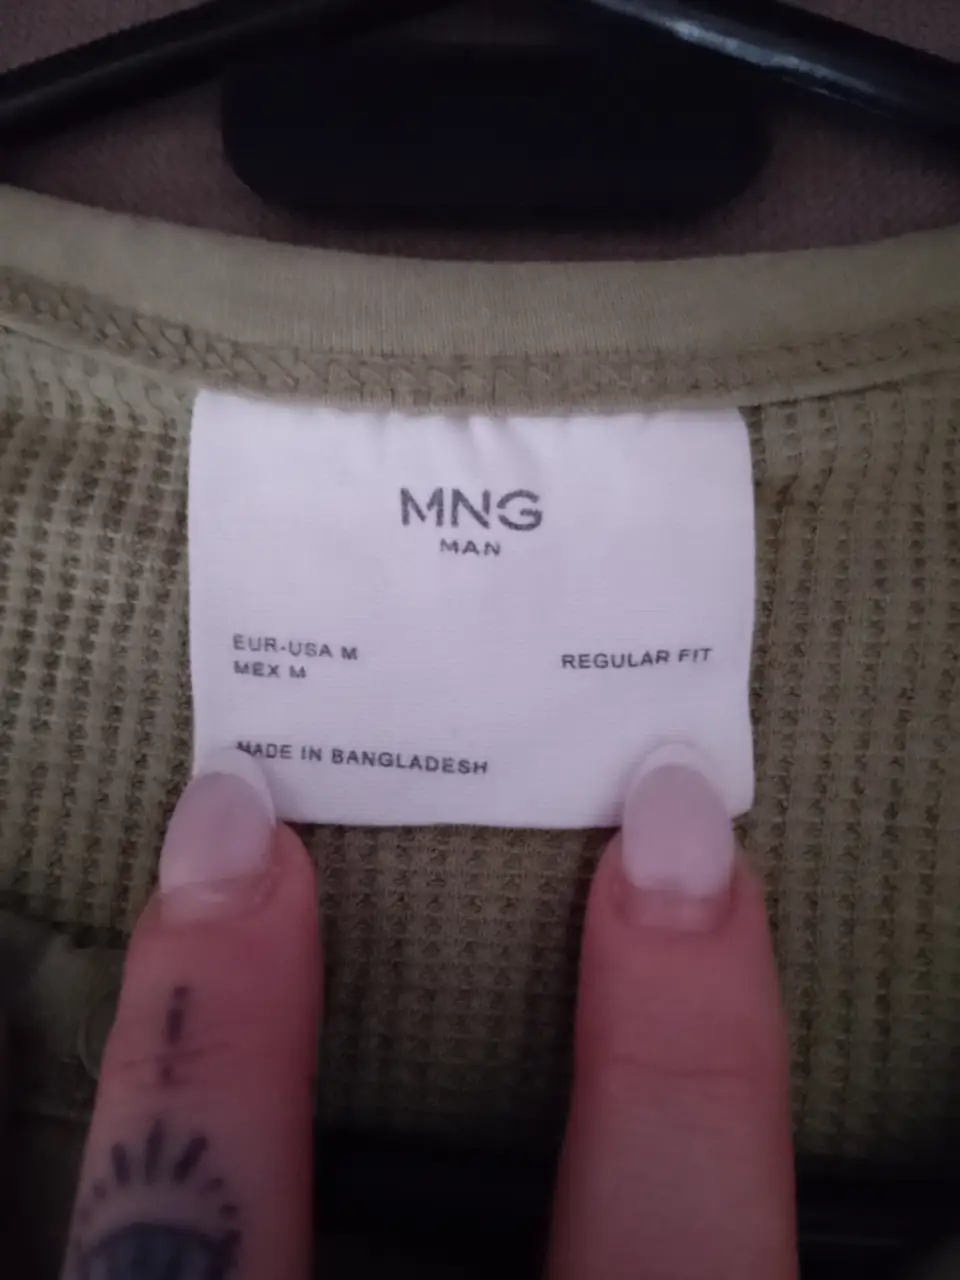 MNG
MAN
EUR-USA M
MEX M
REGULAR FIT
MADE IN BANGLADESH